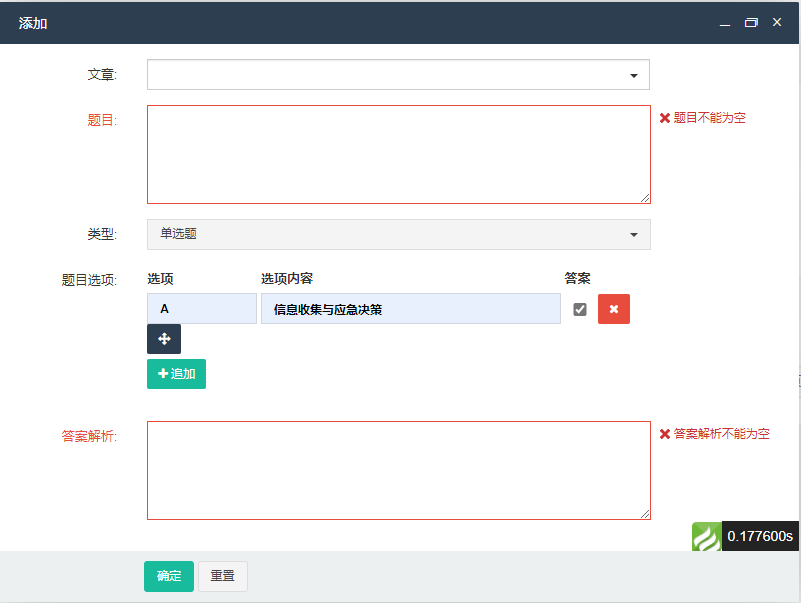 添加
文章:
题目:
题目不能为空
类型:
单选题
题目选项:
选项 选项内容 答案
A 信息收集与应急决策
追加
答案解析:
答案解析不能为空
0.177600s
确定 重置